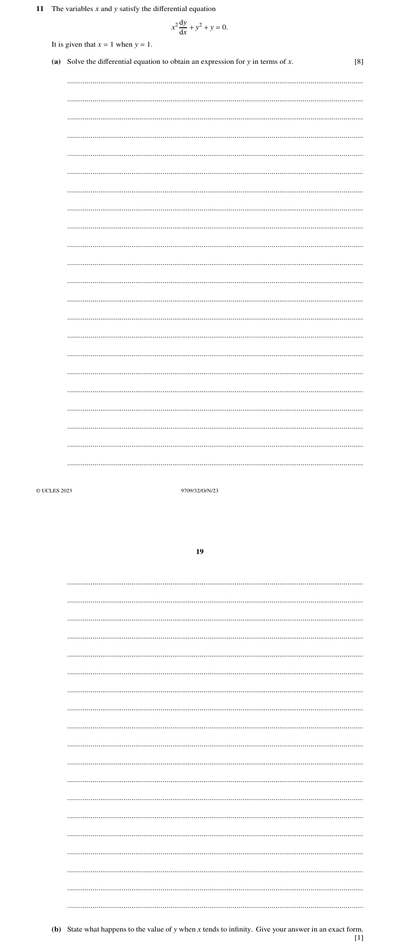 11 The variables x and y satisfy the differential equation
x² dy/dx + y² + y = 0.
It is given that x = 1 when y = 1.
(a) Solve the differential equation to obtain an expression for y in terms of x. [8]
© UCLES 2023 9709/32/O/N/23
19
(b) State what happens to the value of y when x tends to infinity. Give your answer in an exact form.
[1]